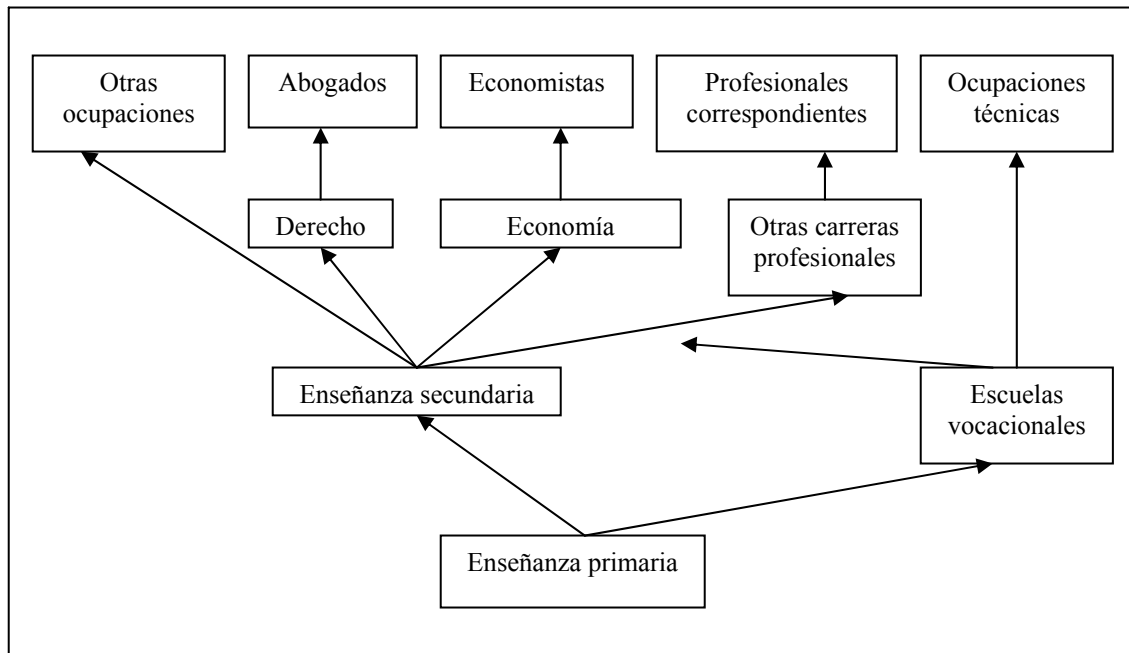 Otras
ocupaciones
Abogados
Economistas
Profesionales
correspondientes
Ocupaciones
técnicas
Derecho
Economía
Otras carreras
profesionales
Enseñanza secundaria
Escuelas
vocacionales
Enseñanza primaria